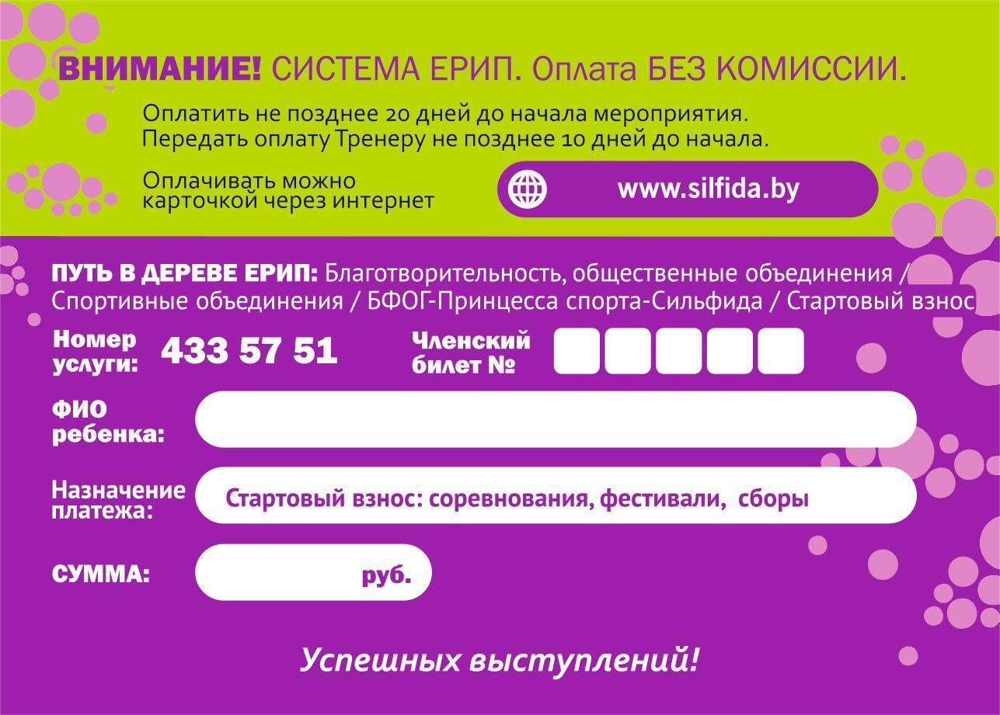 ВНИМАНИЕ! СИСТЕМА ЕРИП. Оплата БЕЗ КОМИССИИ.
Оплатить не позднее 20 дней до начала мероприятия.
Передать оплату Тренеру не позднее 10 дней до начала.
Оплачивать можно
карточкой через интернет
www.silfida.by
ПУТЬ В ДЕРЕВЕ ЕРИП: Благотворительность, общественные объединения /
Спортивные объединения / БФОГ-Принцесса спорта-Сильфида / Стартовый взнос
Номер
услуги:
433 57 51
Членский
билет №
ФИО
ребенка:
Назначение
платежа:
Стартовый взнос: соревнования, фестивали, сборы
СУММА:
руб.
Успешных выступлений!